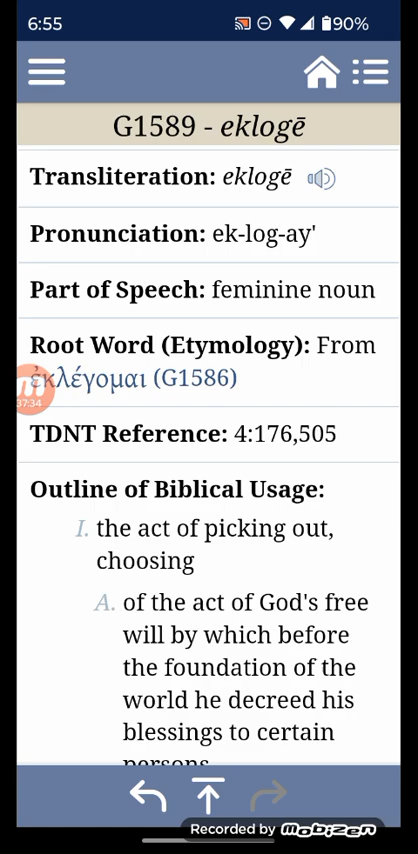 6:55 90%
G1589 - eklogē
Transliteration: eklogē
Pronunciation: ek-log-ay'
Part of Speech: feminine noun
Root Word (Etymology): From
ἐκλέγομαι (G1586)
37:34
TDNT Reference: 4:176,505
Outline of Biblical Usage:
I. the act of picking out,
choosing
A. of the act of God's free
will by which before
the foundation of the
world he decreed his
blessings to certain
persons
Recorded by mobizen